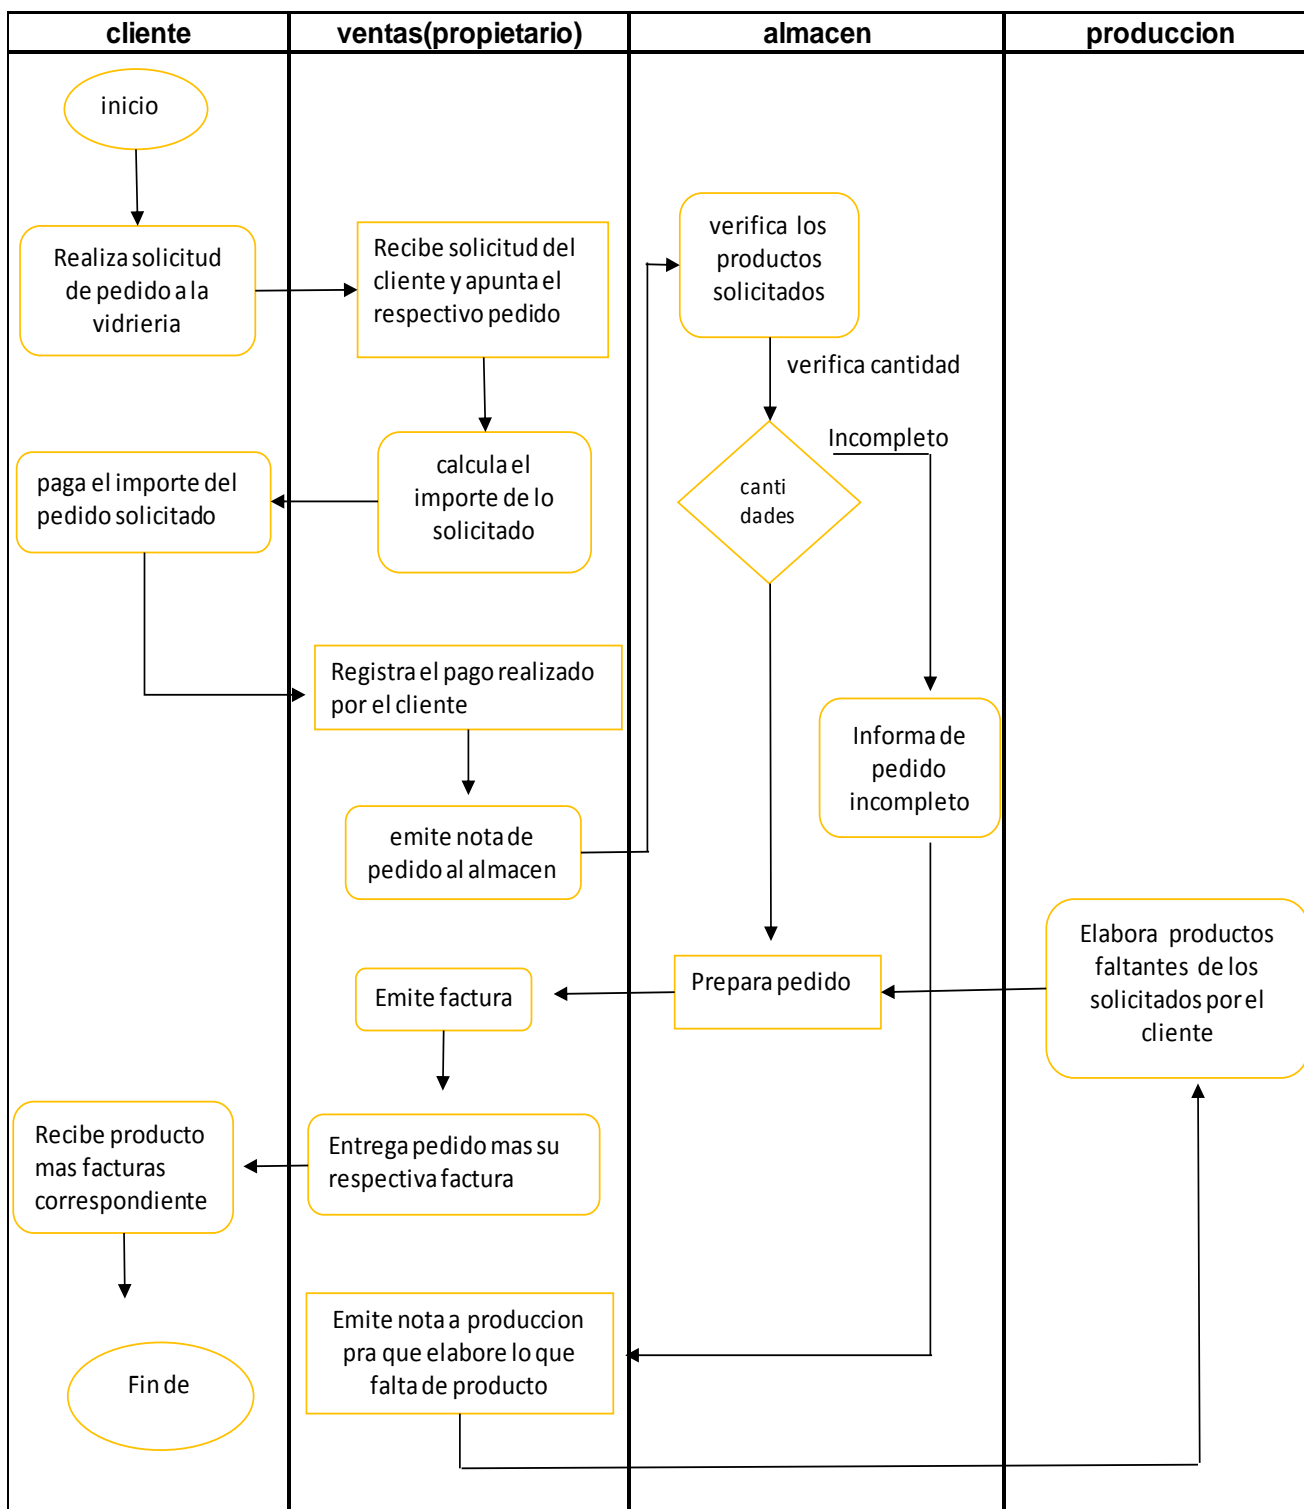 cliente
ventas(propietario)
almacen
produccion
inicio
Realiza solicitud
de pedido a la
vidrieria
Recibe solicitud del
cliente y apunta el
respectivo pedido
verifica los
productos
solicitados
verifica cantidad
Incompleto
canti
dades
calcula el
importe de lo
solicitado
paga el importe del
pedido solicitado
Registra el pago realizado
por el cliente
emite nota de
pedido al almacen
Informa de
pedido
incompleto
Elabora productos
faltantes de los
solicitados por el
cliente
Prepara pedido
Emite factura
Entrega pedido mas su
respectiva factura
Recibe producto
mas facturas
correspondiente
Emite nota a produccion
pra que elabore lo que
falta de producto
Fin de